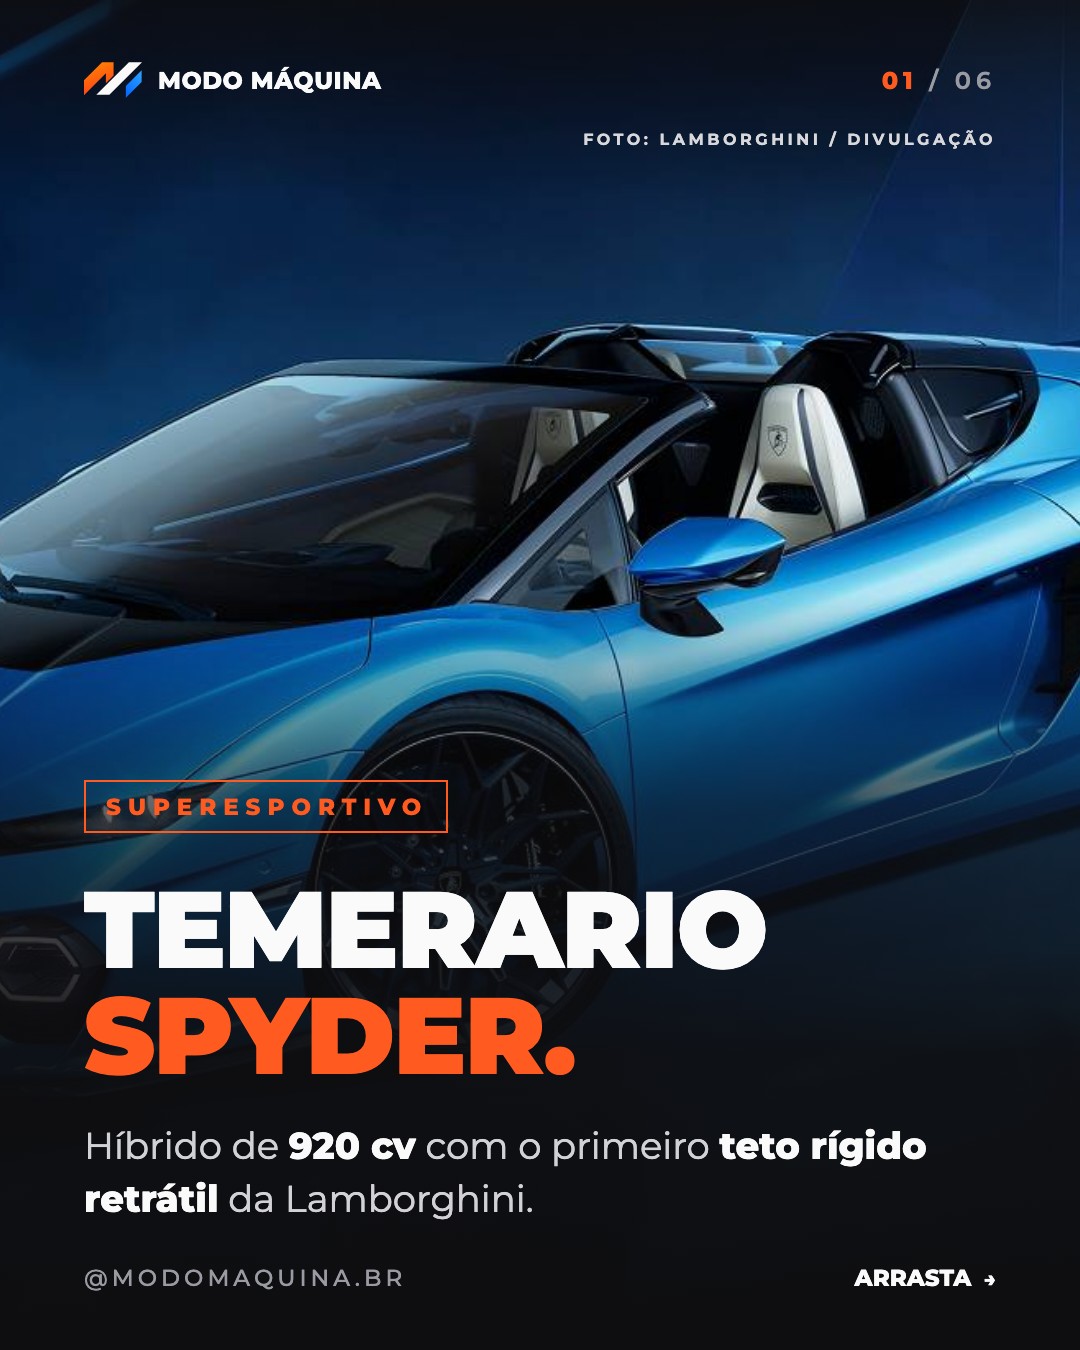 MODO MÁQUINA
01 / 06
FOTO: LAMBORGHINI / DIVULGAÇÃO
SUPERESPORTIVO
TEMERARIO
SPYDER.
Híbrido de 920 cv com o primeiro teto rígido
retrátil da Lamborghini.
@MODOMAQUINA.BR
ARRASTA →